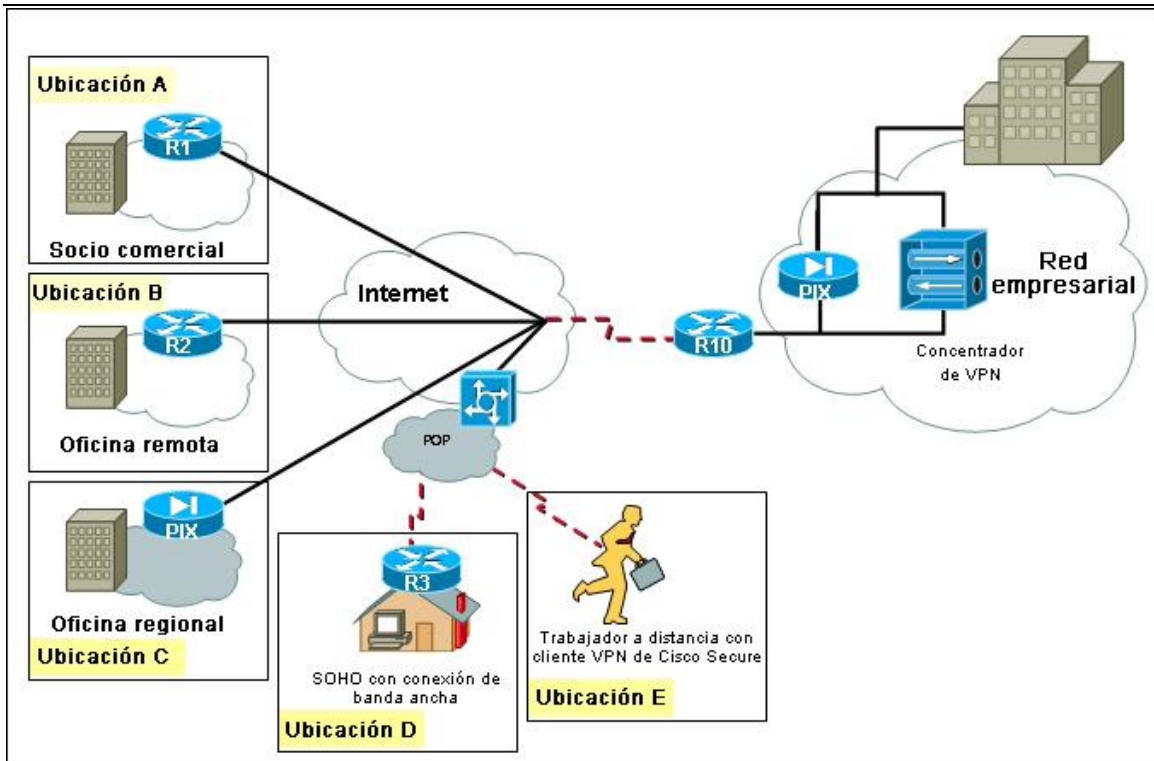 Ubicación A
R1
Socio comercial
Ubicación B
R2
Oficina remota
PIX
Oficina regional
Ubicación C
Internet
POP
R3
SOHO con conexión de
banda ancha
Ubicación D
Trabajador a distancia con
cliente VPN de Cisco Secure
Ubicación E
R10
PIX
Concentrador
de VPN
Red
empresarial